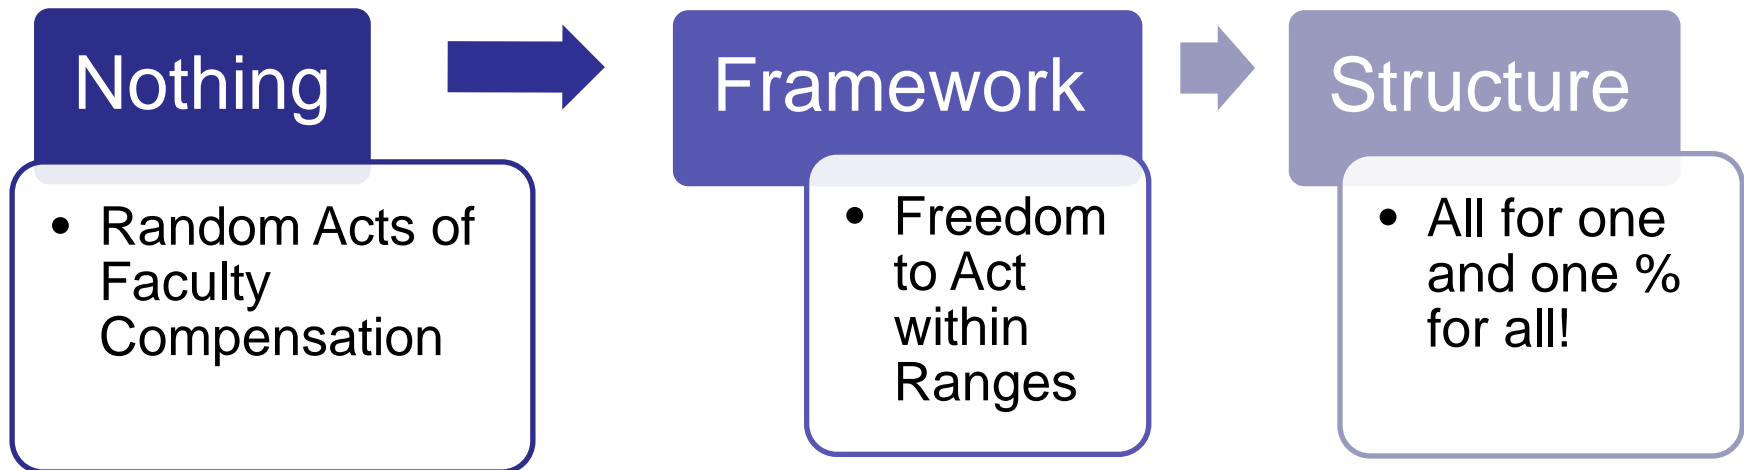 Nothing
• Random Acts of
Faculty
Compensation
Framework
• Freedom
to Act
within
Ranges
Structure
• All for one
and one %
for all!